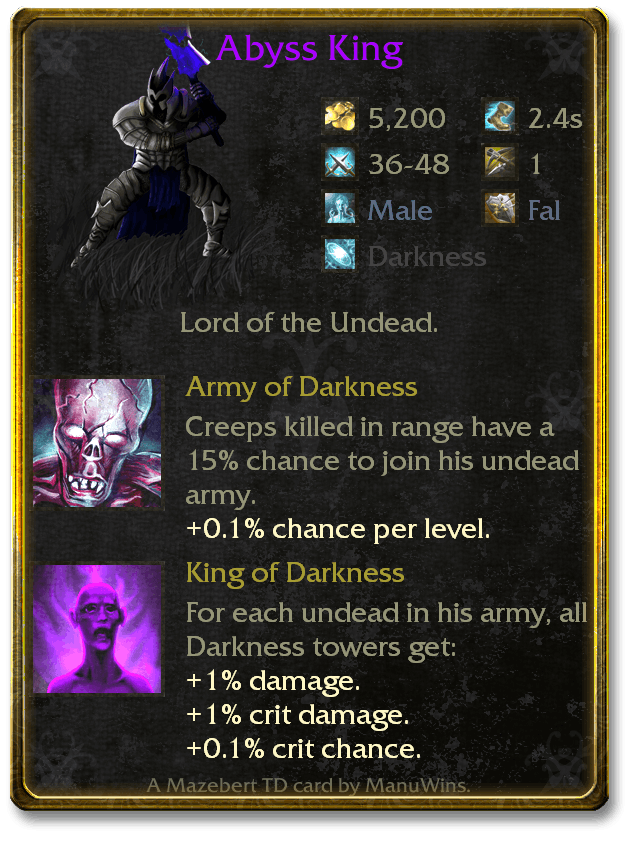 Abyss King
5,200 2.4s
36-48 1
Male Fal
Darkness
Lord of the Undead.
Army of Darkness
Creeps killed in range have a
15% chance to join his undead
army.
+0.1% chance per level.
King of Darkness
For each undead in his army, all
Darkness towers get:
+1% damage.
+1% crit damage.
+0.1% crit chance.
A Mazebert TD card by ManuWins.